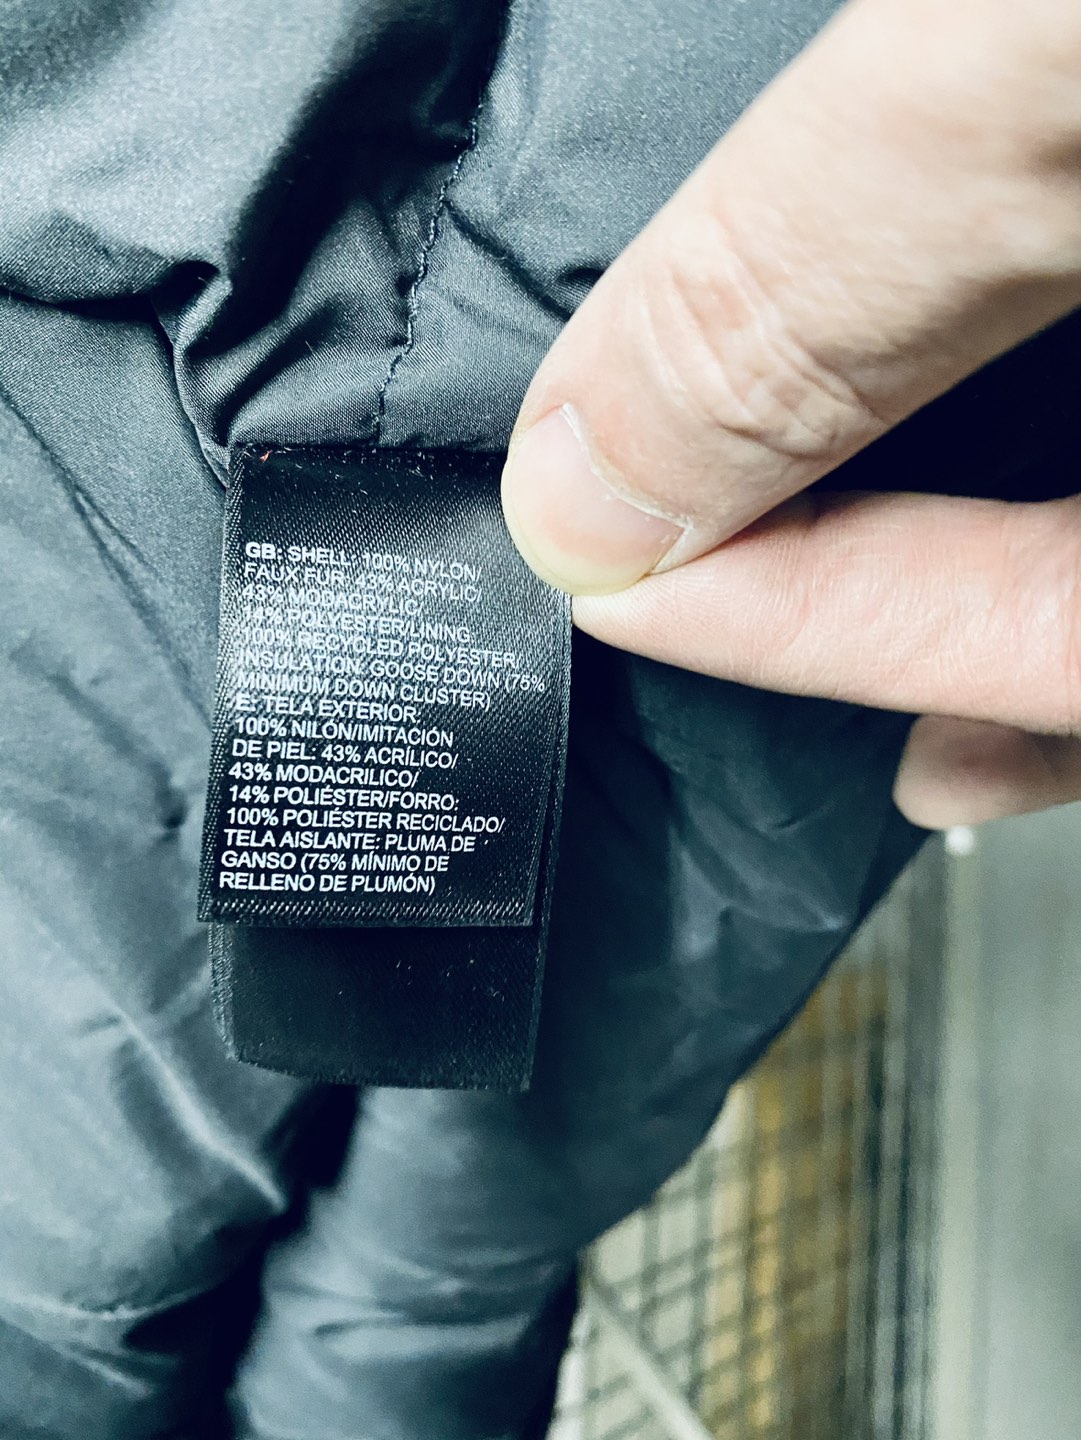 GB: SHELL: 100% NYLON/
FAUX FUR: 43% ACRYLIC/
43% MODACRYLIC/
14% POLYESTER/LINING:
100% RECYCLED POLYESTER/
INSULATION: GOOSE DOWN (75%
MINIMUM DOWN CLUSTER)
E: TELA EXTERIOR:
100% NILÓN/IMITACIÓN
DE PIEL: 43% ACRÍLICO/
43% MODACRILICO/
14% POLIÉSTER/FORRO:
100% POLIÉSTER RECICLADO/
TELA AISLANTE: PLUMA DE
GANSO (75% MÍNIMO DE
RELLENO DE PLUMÓN)